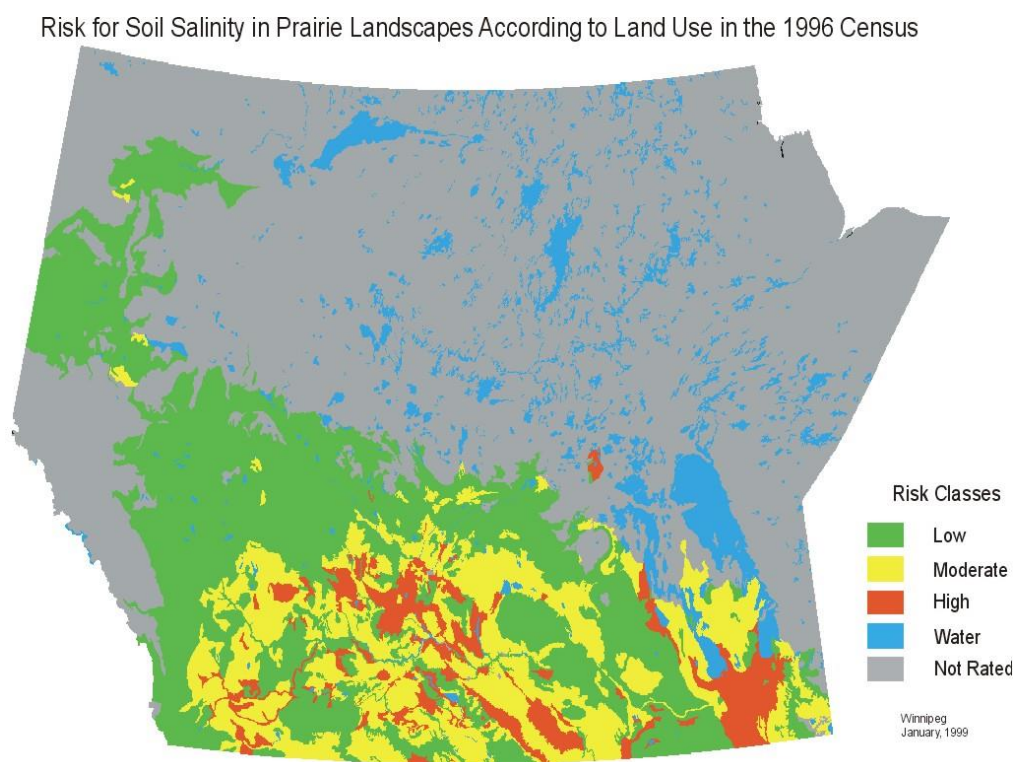 Risk for Soil Salinity in Prairie Landscapes According to Land Use in the 1996 Census
Risk Classes
Low
Moderate
High
Water
Not Rated
Winnipeg
January, 1999